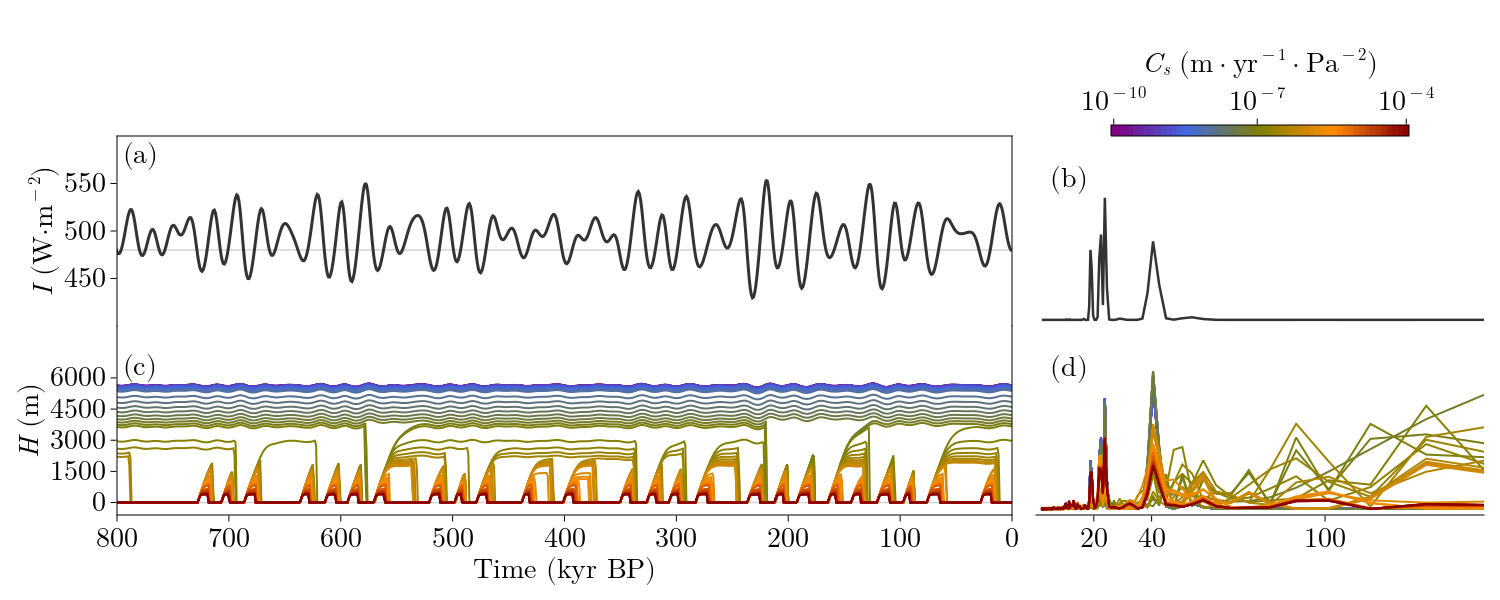 C_s (m · yr^−1 · Pa^−2)
10^−10 10^−7 10^−4
(a)
(b)
I (W·m^−2)
550
500
450
(c)
(d)
H (m)
6000
4500
3000
1500
0
800 700 600 500 400 300 200 100 0
20 40 100
Time (kyr BP)